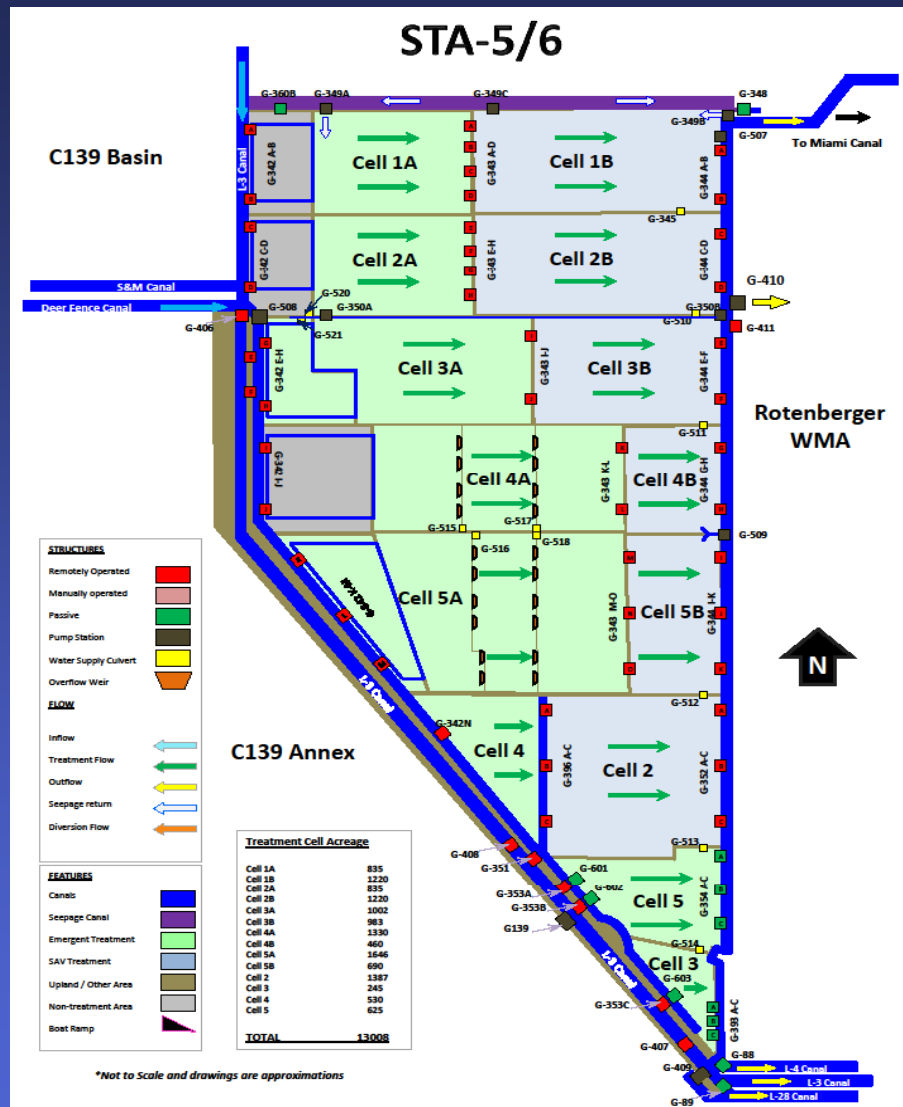 STA-5/6
G-360B
G-349A
G-349C
G-348
G-349B
G-507
To Miami Canal
C139 Basin
L-3 Canal
G-342 A-B
Cell 1A
G-343 A-D
Cell 1B
G-344 A-B
G-345
G-342 C-D
Cell 2A
G-343 E-H
Cell 2B
G-344 C-D
S&M Canal
Deer Fence Canal
G-410
G-520
G-508
G-350A
G-350B
G-510
G-406
G-521
G-411
G-342 E-H
Cell 3A
G-343 I-J
Cell 3B
G-344 E-F
Rotenberger
WMA
G-511
Cell 4A
G-343 K-L
Cell 4B
G-344 G-H
G-515
G-517
G-516
G-518
G-509
Cell 5A
G-343 M-O
Cell 5B
G-344 I-K
G-512
L-3 Canal
G-342N
Cell 4
G-396 A-C
Cell 2
G-352 A-C
C139 Annex
N
G-513
G-408
G-351
G-601
G-602
G-353A
G-353B
G139
Cell 5
G-354 A-C
G-514
Cell 3
L-3 Canal
G-603
G-353C
G-393 A-C
G-407
G-88
G-409
G-89
L-4 Canal
L-3 Canal
L-28 Canal
STRUCTURES
Remotely Operated
Manually operated
Passive
Pump Station
Water Supply Culvert
Overflow Weir
FLOW
Inflow
Treatment Flow
Outflow
Seepage return
Diversion Flow
FEATURES
Canals
Seepage Canal
Emergent Treatment
SAV Treatment
Upland / Other Area
Non-treatment Area
Boat Ramp
Treatment Cell Acreage
Cell 1A 835
Cell 1B 1220
Cell 2A 835
Cell 2B 1220
Cell 3A 1002
Cell 3B 983
Cell 4A 1330
Cell 4B 460
Cell 5A 1646
Cell 5B 690
Cell 2 1387
Cell 3 245
Cell 4 530
Cell 5 625
TOTAL 13008
*Not to Scale and drawings are approximations